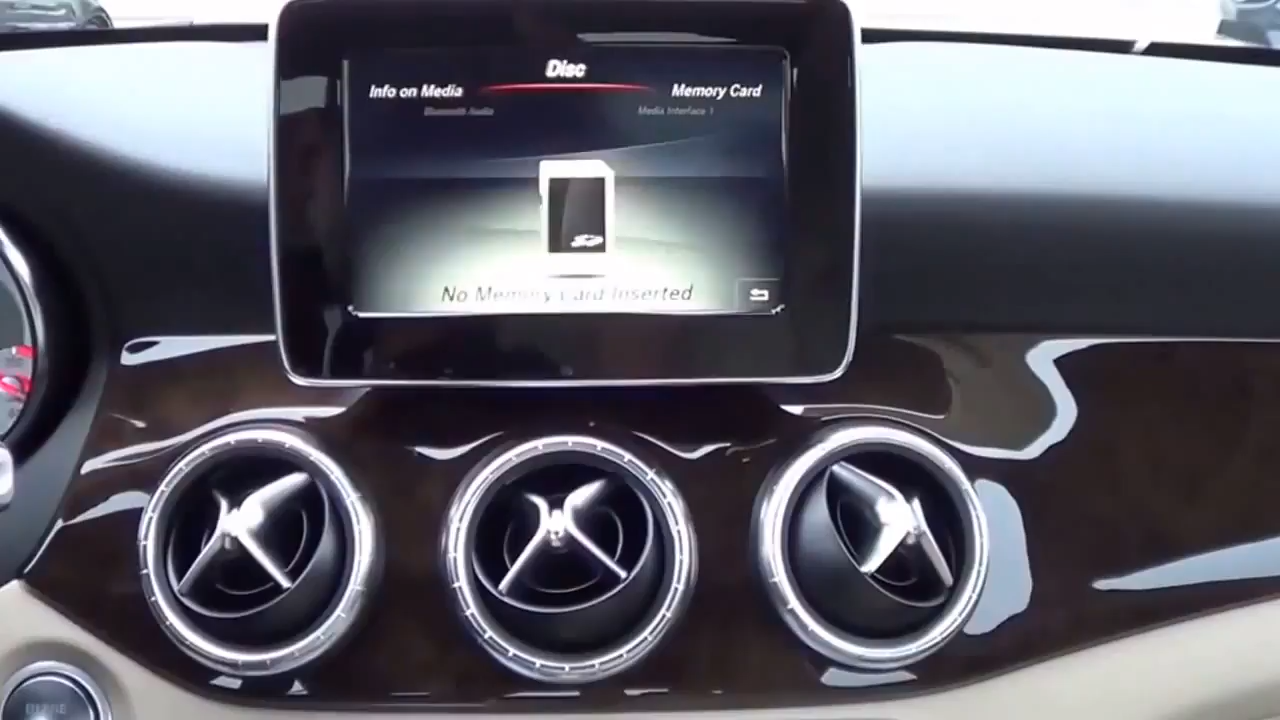 Disc
Info on Media
Memory Card
Bluetooth Audio
Media Interface 1
No Memory Card Inserted